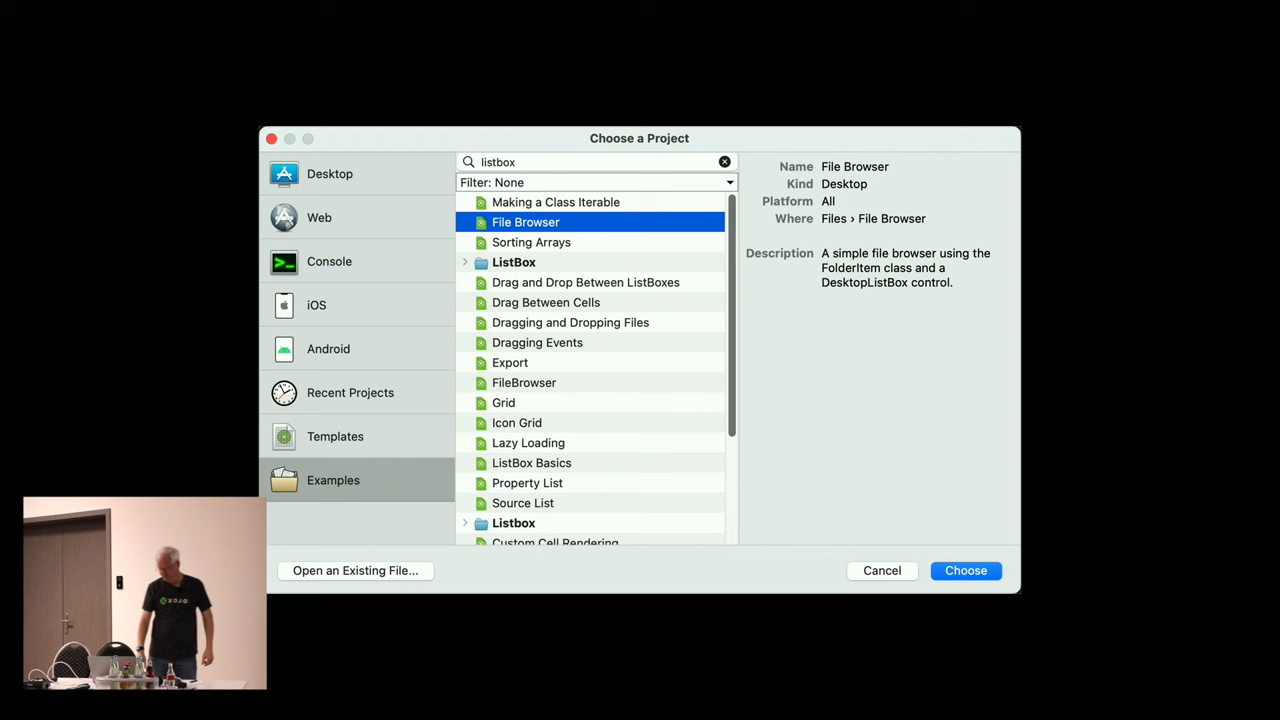 Choose a Project
Desktop
Web
Console
iOS
Android
Recent Projects
Templates
Examples
listbox
Filter: None
Making a Class Iterable
File Browser
Sorting Arrays
ListBox
Drag and Drop Between ListBoxes
Drag Between Cells
Dragging and Dropping Files
Dragging Events
Export
FileBrowser
Grid
Icon Grid
Lazy Loading
ListBox Basics
Property List
Source List
Listbox
Custom Cell Rendering
Name File Browser
Kind Desktop
Platform All
Where Files › File Browser
Description A simple file browser using the
FolderItem class and a
DesktopListBox control.
Open an Existing File...
Cancel
Choose
XOJO